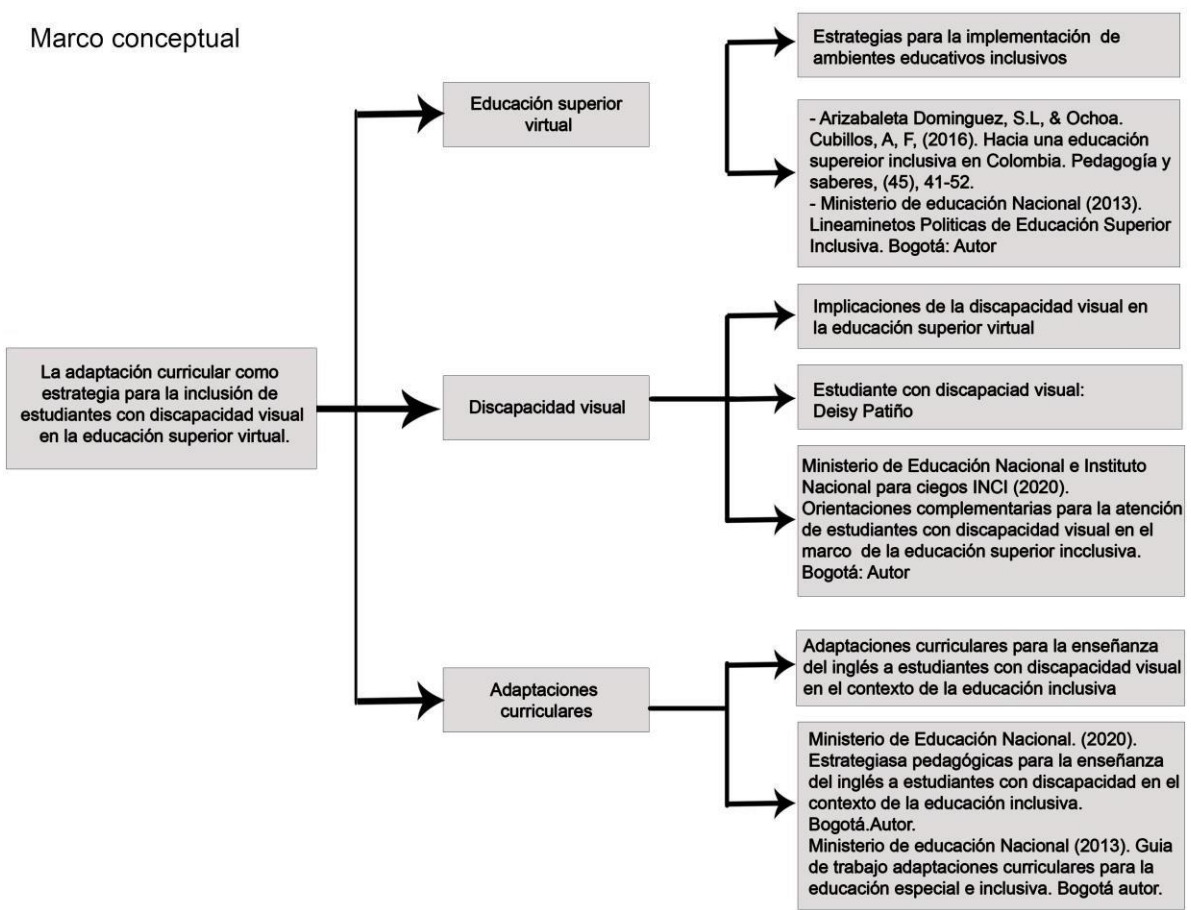 Marco conceptual
La adaptación curricular como
estrategia para la inclusión de
estudiantes con discapacidad visual
en la educación superior virtual.
Educación superior
virtual
Estrategias para la implementación de
ambientes educativos inclusivos
- Arizabaleta Dominguez, S.L, & Ochoa.
Cubillos, A, F, (2016). Hacia una educación
supereior inclusiva en Colombia. Pedagogía y
saberes, (45), 41-52.
- Ministerio de educación Nacional (2013).
Lineaminetos Politicas de Educación Superior
Inclusiva. Bogotá: Autor
Discapacidad visual
Implicaciones de la discapacidad visual en
la educación superior virtual
Estudiante con discapaciad visual:
Deisy Patiño
Ministerio de Educación Nacional e Instituto
Nacional para ciegos INCI (2020).
Orientaciones complementarias para la atención
de estudiantes con discapacidad visual en el
marco de la educación superior incclusiva.
Bogotá: Autor
Adaptaciones
curriculares
Adaptaciones curriculares para la enseñanza
del inglés a estudiantes con discapacidad visual
en el contexto de la educación inclusiva
Ministerio de Educación Nacional. (2020).
Estrategiasa pedagógicas para la enseñanza
del inglés a estudiantes con discapacidad en el
contexto de la educación inclusiva.
Bogotá.Autor.
Ministerio de educación Nacional (2013). Guia
de trabajo adaptaciones curriculares para la
educación especial e inclusiva. Bogotá autor.